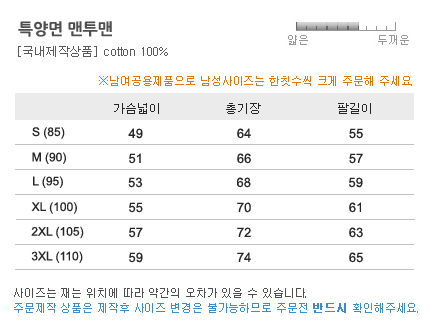 특양면 맨투맨
[국내제작상품] cotton 100%
얇은 두꺼운
※남여공용제품으로 남성사이즈는 한칫수씩 크게 주문해 주세요.
가슴넓이 총기장 팔길이
S (85) 49 64 55
M (90) 51 66 57
L (95) 53 68 59
XL (100) 55 70 61
2XL (105) 57 72 63
3XL (110) 59 74 65
사이즈는 재는 위치에 따라 약간의 오차가 있을 수 있습니다.
주문제작 상품은 제작후 사이즈 변경은 불가능하므로 주문전 반드시 확인해주세요.